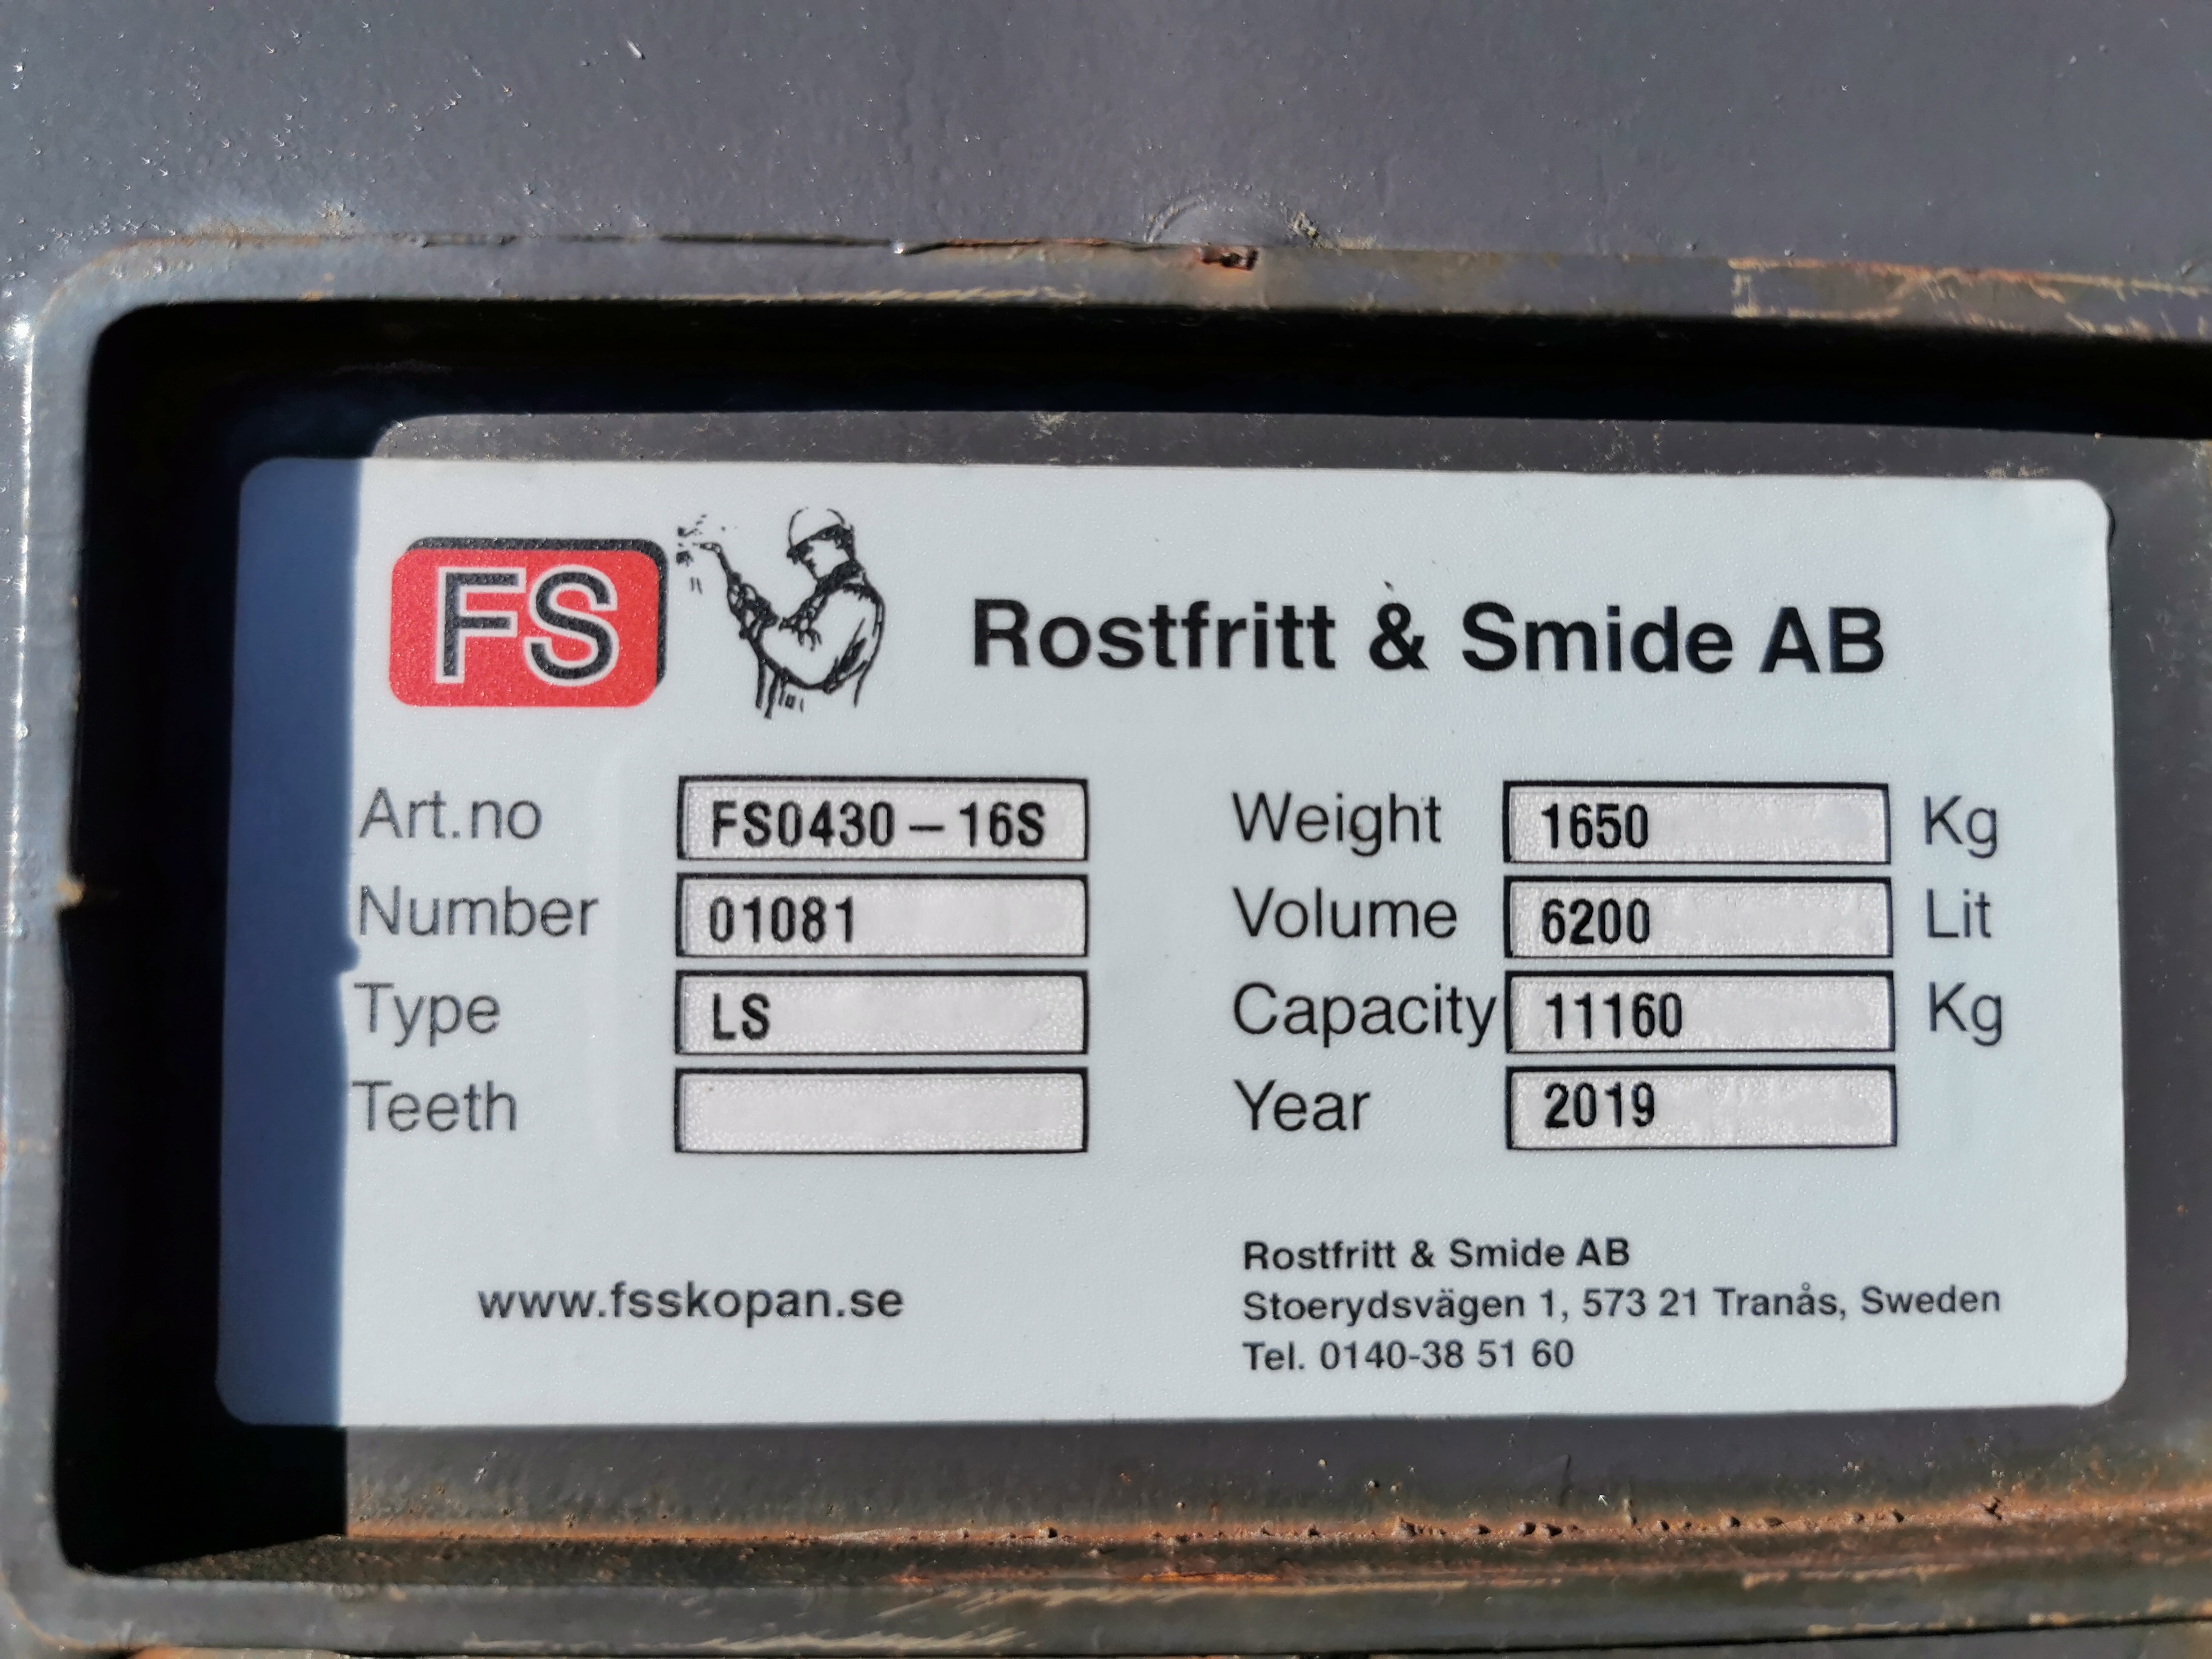 FS Rostfritt & Smide AB
Art.no FS0430-16S Weight 1650 Kg
Number 01081 Volume 6200 Lit
Type LS Capacity 11160 Kg
Teeth Year 2019
www.fsskopan.se
Rostfritt & Smide AB
Stoerydsvägen 1, 573 21 Tranås, Sweden
Tel. 0140-38 51 60